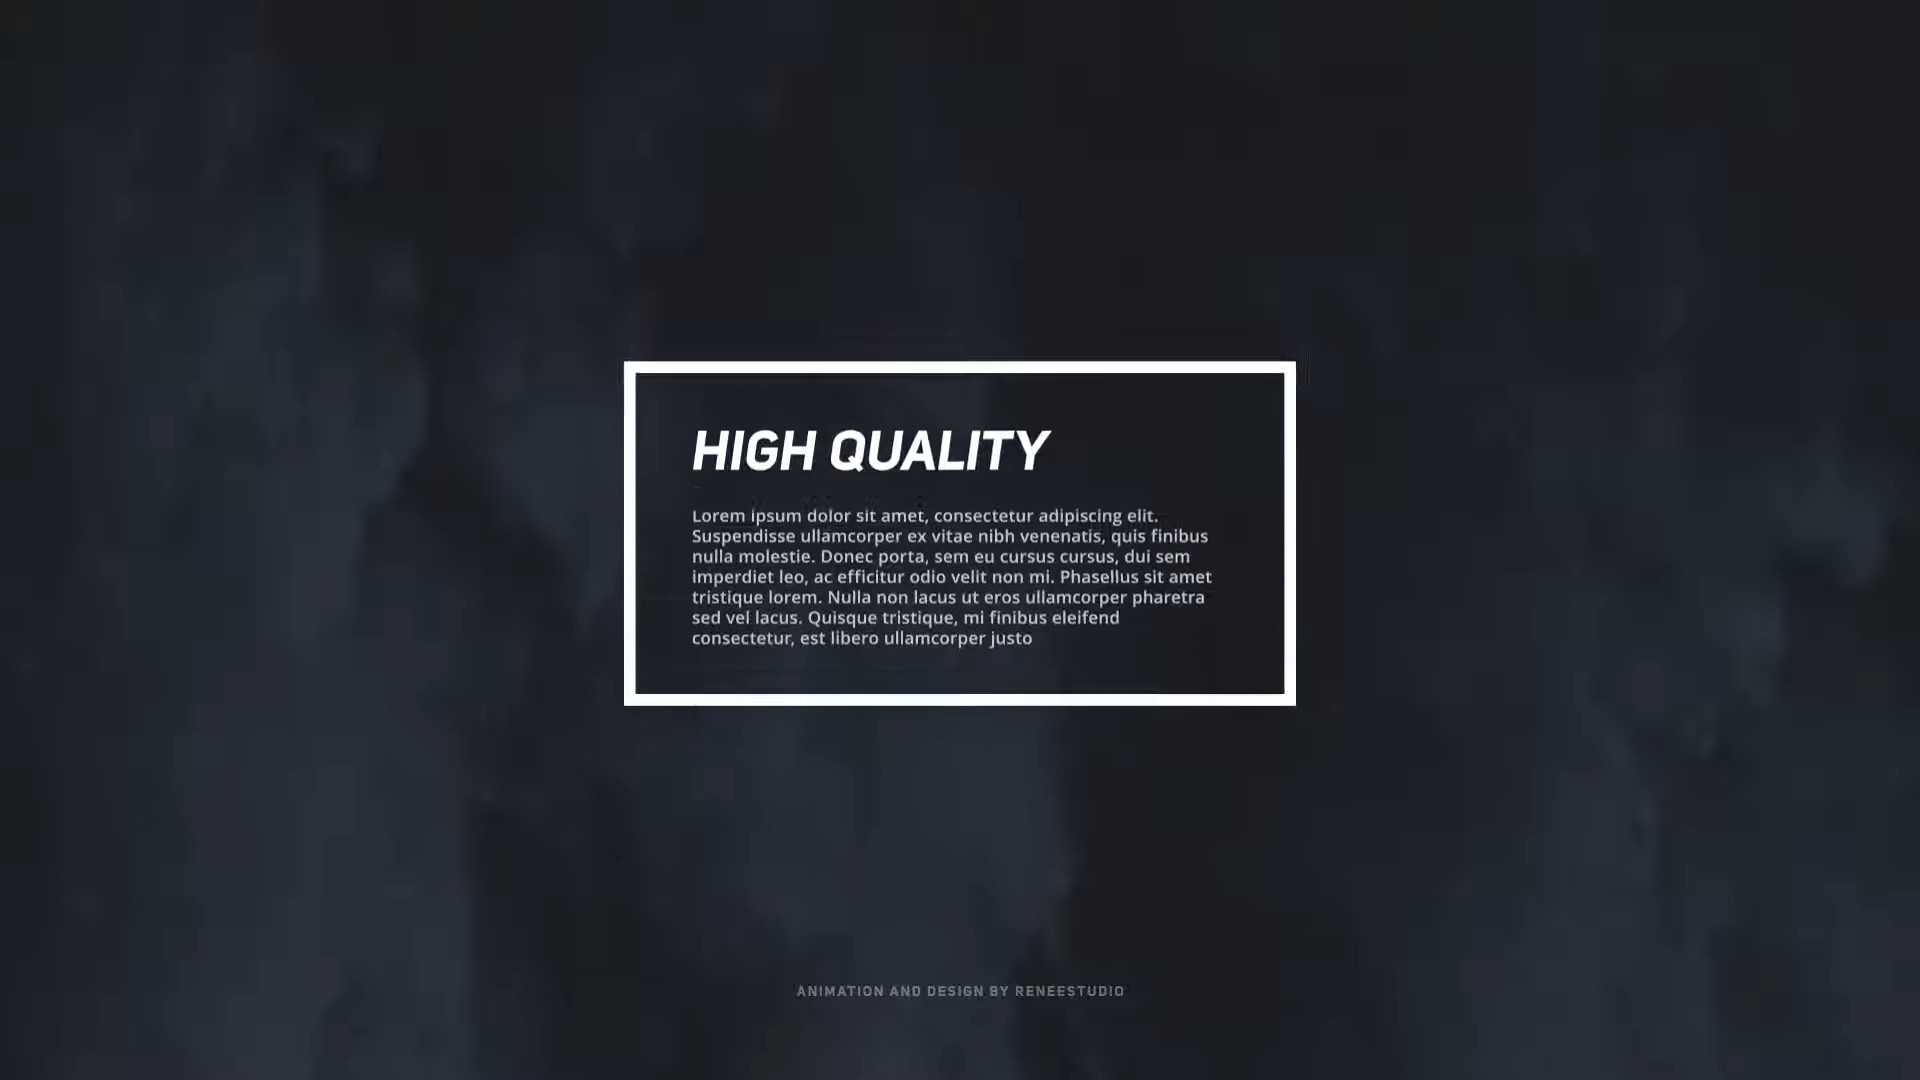 HIGH QUALITY
Lorem ipsum dolor sit amet, consectetur adipiscing elit.
Suspendisse ullamcorper ex vitae nibh venenatis, quis finibus
nulla molestie. Donec porta, sem eu cursus cursus, dui sem
imperdiet leo, ac efficitur odio velit non mi. Phasellus sit amet
tristique lorem. Nulla non lacus ut eros ullamcorper pharetra
sed vel lacus. Quisque tristique, mi finibus eleifend
consectetur, est libero ullamcorper justo
ANIMATION AND DESIGN BY RENEESTUDIO